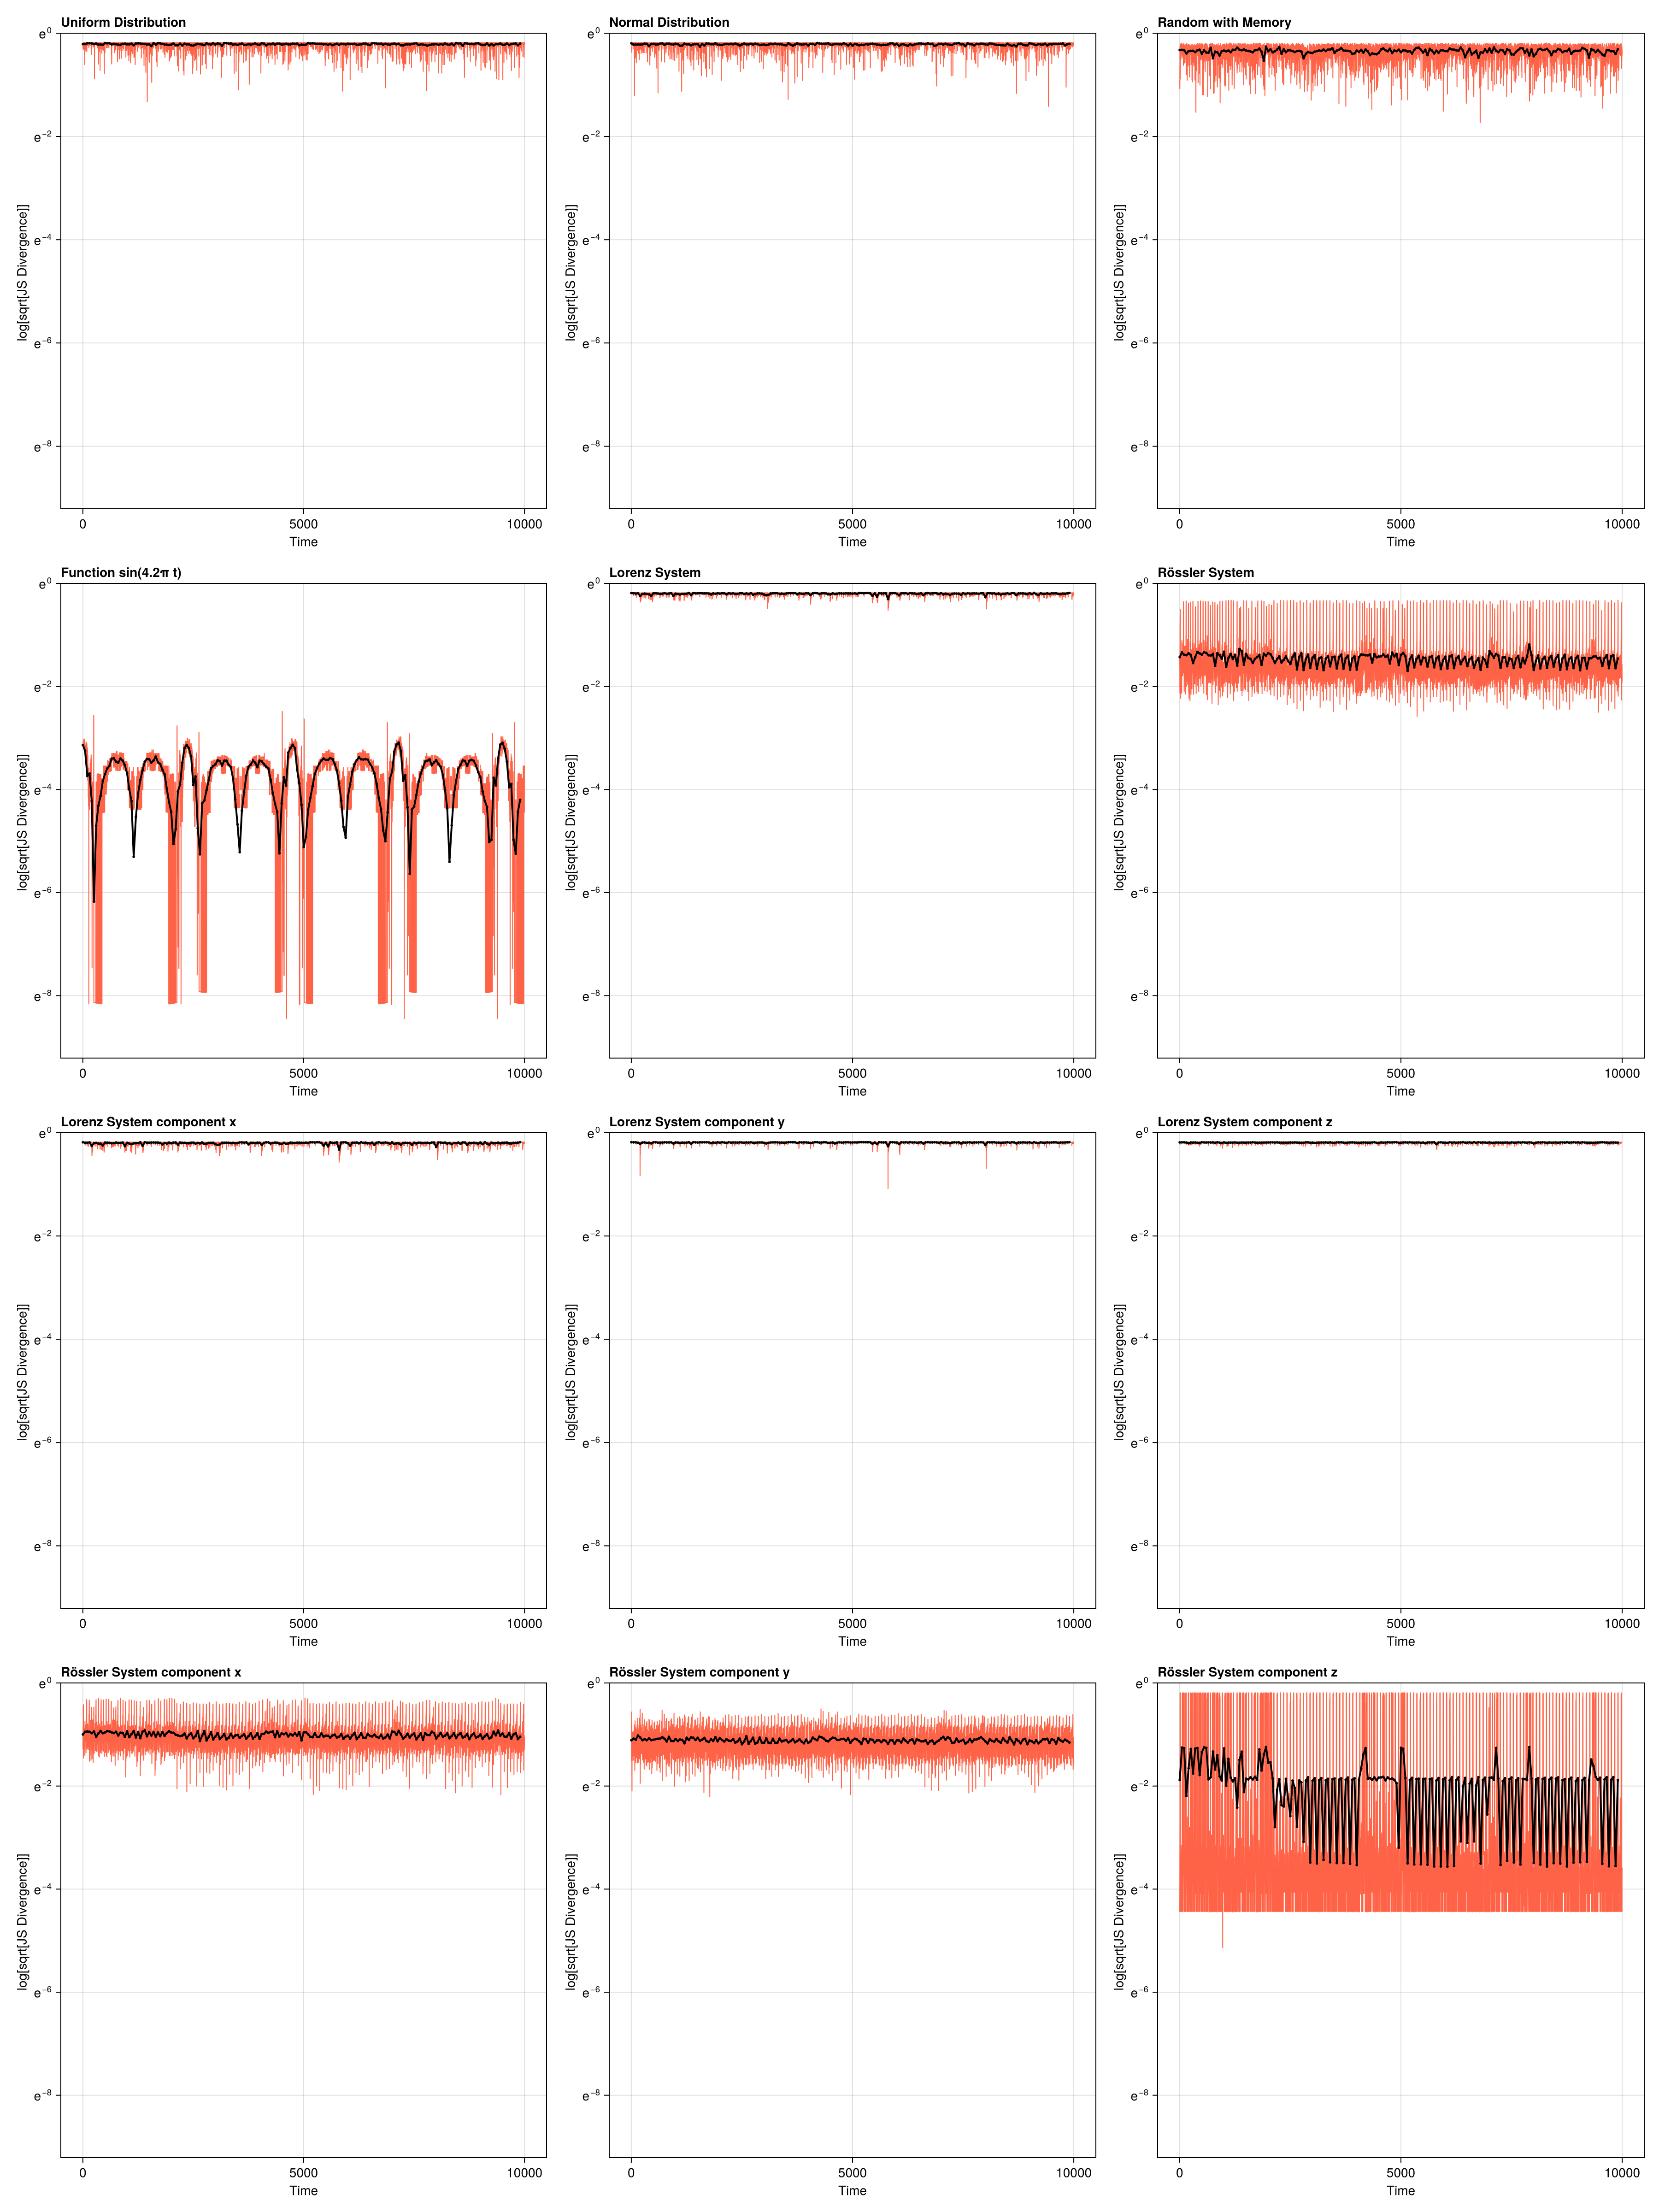 Uniform Distribution
e⁰
e⁻²
e⁻⁴
e⁻⁶
e⁻⁸
log[sqrt[JS Divergence]]
0 5000 10000
Time
Normal Distribution
e⁰
e⁻²
e⁻⁴
e⁻⁶
e⁻⁸
log[sqrt[JS Divergence]]
0 5000 10000
Time
Random with Memory
e⁰
e⁻²
e⁻⁴
e⁻⁶
e⁻⁸
log[sqrt[JS Divergence]]
0 5000 10000
Time
Function sin(4.2π t)
e⁰
e⁻²
e⁻⁴
e⁻⁶
e⁻⁸
log[sqrt[JS Divergence]]
0 5000 10000
Time
Lorenz System
e⁰
e⁻²
e⁻⁴
e⁻⁶
e⁻⁸
log[sqrt[JS Divergence]]
0 5000 10000
Time
Rössler System
e⁰
e⁻²
e⁻⁴
e⁻⁶
e⁻⁸
log[sqrt[JS Divergence]]
0 5000 10000
Time
Lorenz System component x
e⁰
e⁻²
e⁻⁴
e⁻⁶
e⁻⁸
log[sqrt[JS Divergence]]
0 5000 10000
Time
Lorenz System component y
e⁰
e⁻²
e⁻⁴
e⁻⁶
e⁻⁸
log[sqrt[JS Divergence]]
0 5000 10000
Time
Lorenz System component z
e⁰
e⁻²
e⁻⁴
e⁻⁶
e⁻⁸
log[sqrt[JS Divergence]]
0 5000 10000
Time
Rössler System component x
e⁰
e⁻²
e⁻⁴
e⁻⁶
e⁻⁸
log[sqrt[JS Divergence]]
0 5000 10000
Time
Rössler System component y
e⁰
e⁻²
e⁻⁴
e⁻⁶
e⁻⁸
log[sqrt[JS Divergence]]
0 5000 10000
Time
Rössler System component z
e⁰
e⁻²
e⁻⁴
e⁻⁶
e⁻⁸
log[sqrt[JS Divergence]]
0 5000 10000
Time